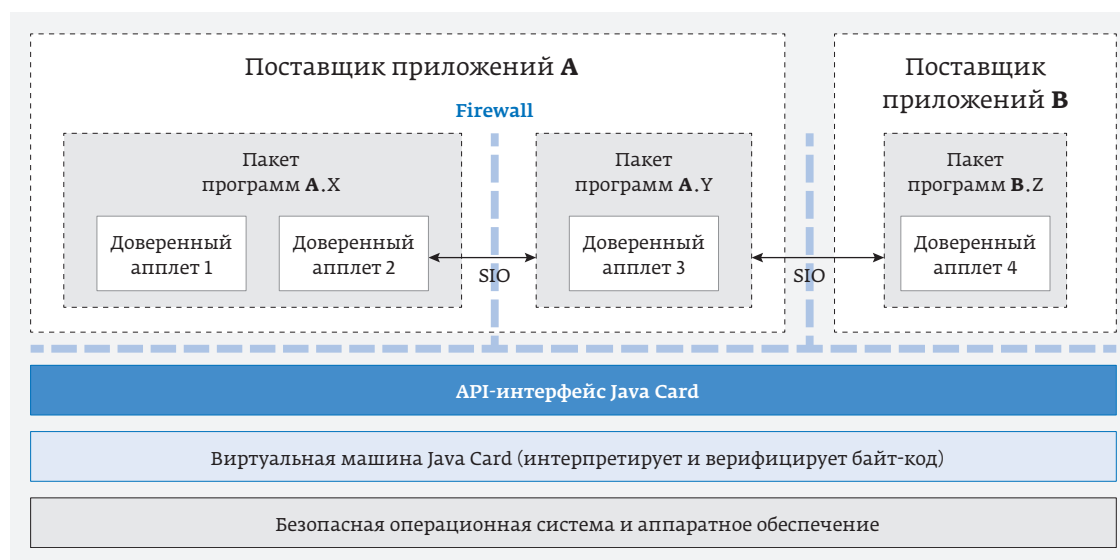 Поставщик приложений A
Поставщик
приложений B
Firewall
Пакет
программ A.X
Пакет
программ A.Y
Пакет
программ B.Z
Доверенный
апплет 1
Доверенный
апплет 2
SIO
Доверенный
апплет 3
SIO
Доверенный
апплет 4
API-интерфейс Java Card
Виртуальная машина Java Card (интерпретирует и верифицирует байт-код)
Безопасная операционная система и аппаратное обеспечение